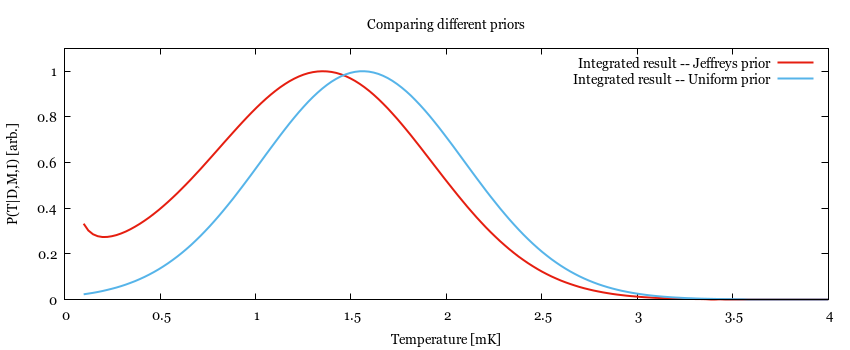 Comparing different priors
Integrated result -- Jeffreys prior
Integrated result -- Uniform prior
P(T|D,M,I) [arb.]
1
0.8
0.6
0.4
0.2
0
0 0.5 1 1.5 2 2.5 3 3.5 4
Temperature [mK]